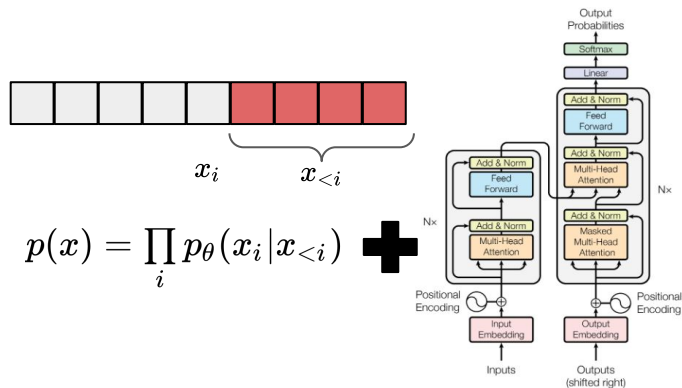 x_i
x_{<i}
p(x) = ∏_i p_θ(x_i|x_{<i})
Output
Probabilities
Softmax
Linear
Add & Norm
Feed
Forward
Add & Norm
Multi-Head
Attention
Add & Norm
Masked
Multi-Head
Attention
N×
Positional
Encoding
Output
Embedding
Outputs
(shifted right)
Add & Norm
Feed
Forward
Add & Norm
Multi-Head
Attention
N×
Positional
Encoding
Input
Embedding
Inputs